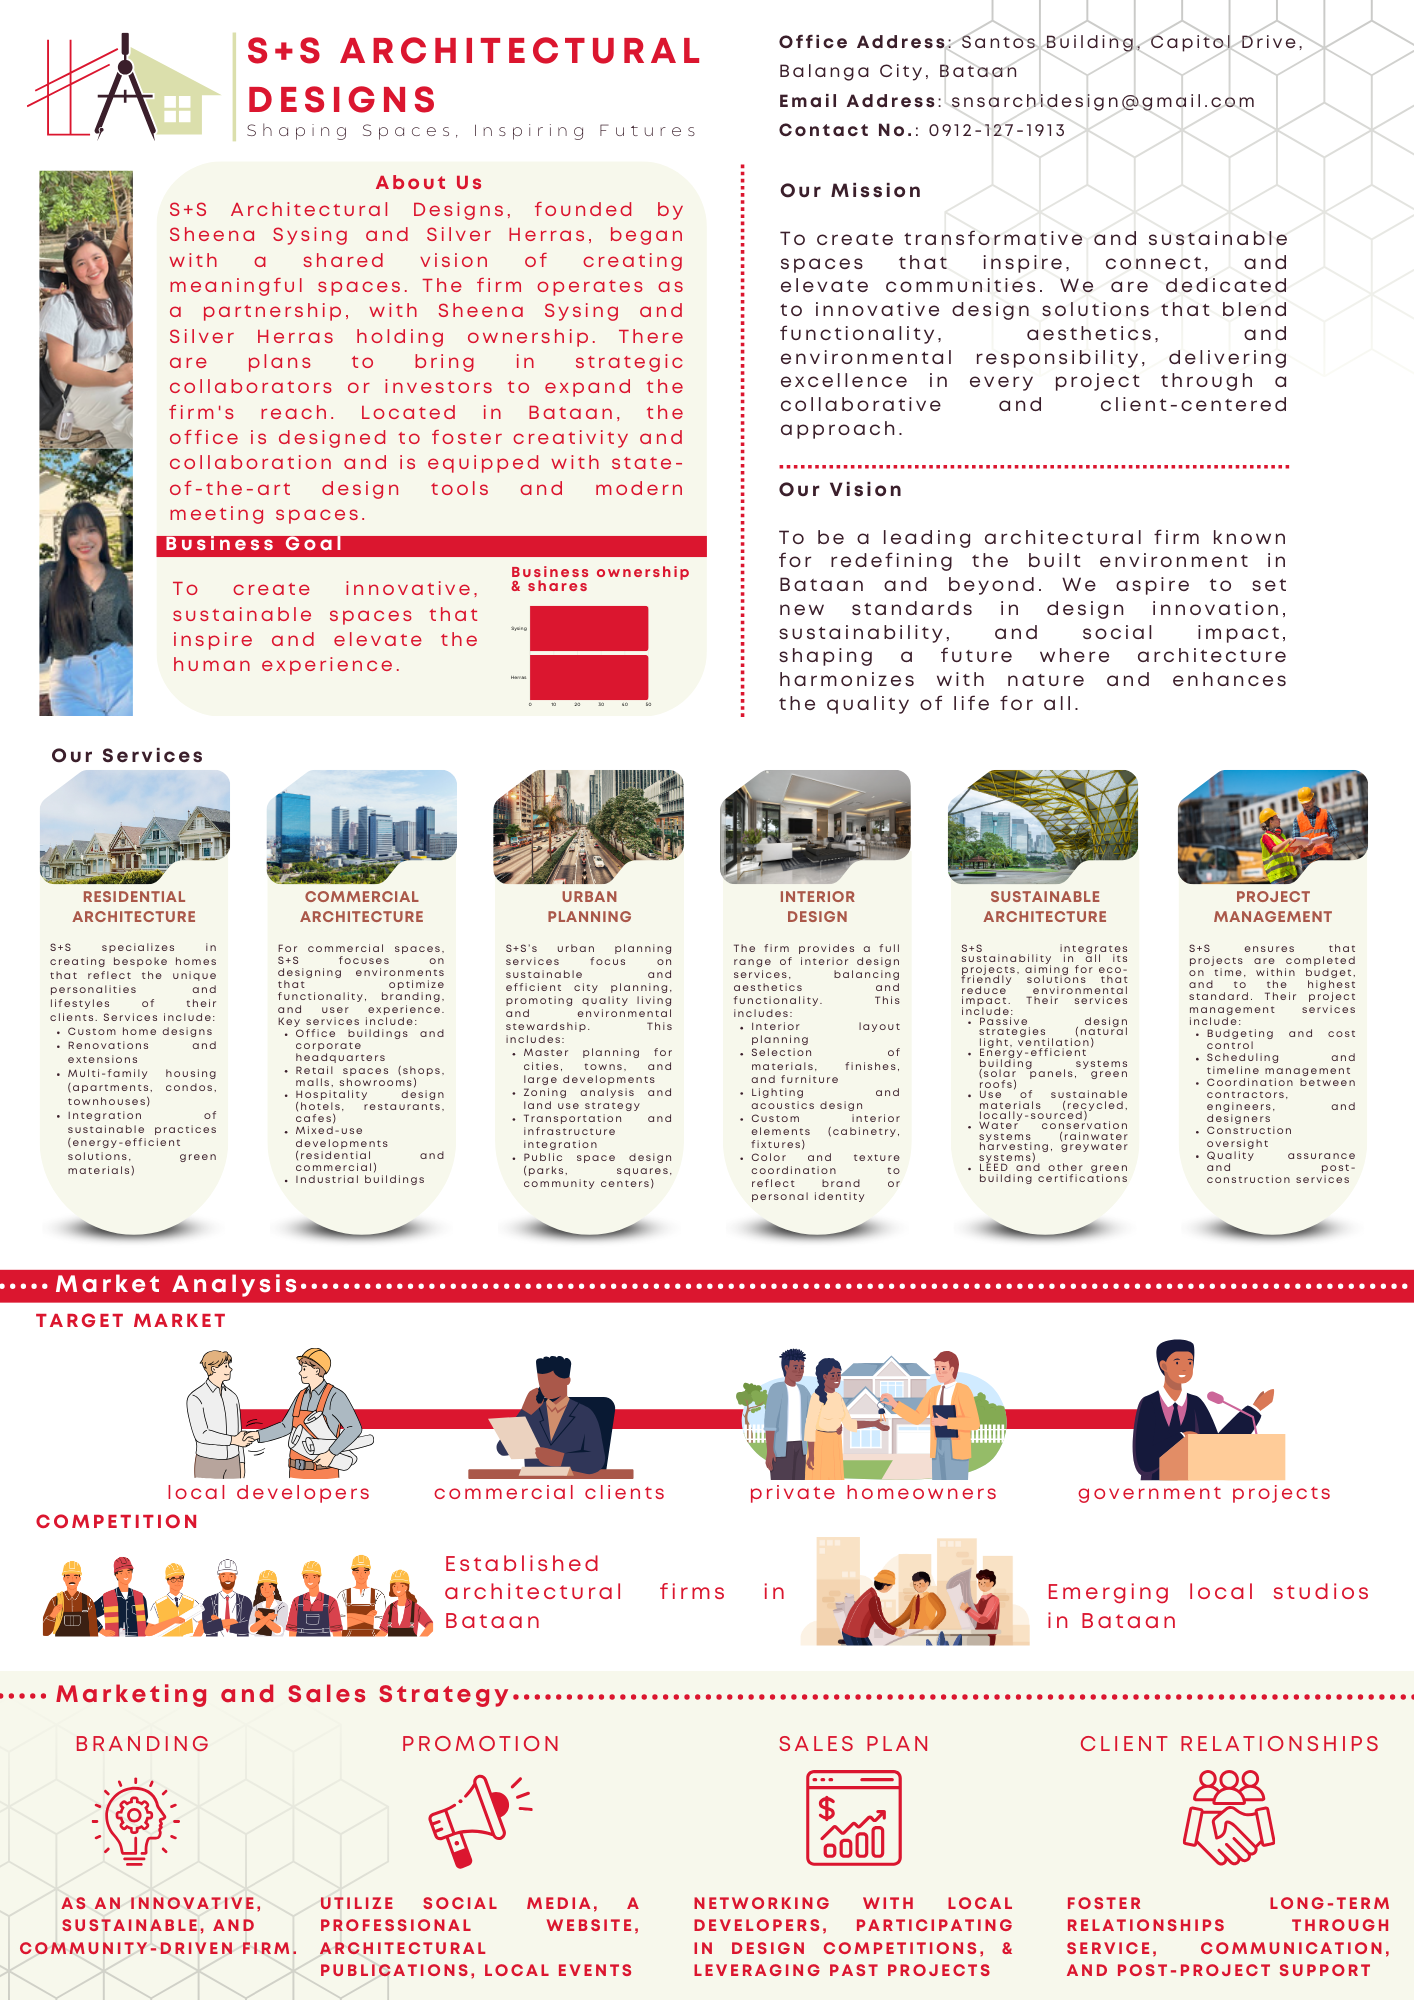 S+S ARCHITECTURAL
DESIGNS
Shaping Spaces, Inspiring Futures
Office Address: Santos Building, Capitol Drive,
Balanga City, Bataan
Email Address: snsarchidesign@gmail.com
Contact No.: 0912-127-1913
About Us
S+S Architectural Designs, founded by
Sheena Sysing and Silver Herras, began
with a shared vision of creating
meaningful spaces. The firm operates as
a partnership, with Sheena Sysing and
Silver Herras holding ownership. There
are plans to bring in strategic
collaborators or investors to expand the
firm's reach. Located in Bataan, the
office is designed to foster creativity and
collaboration and is equipped with state-
of-the-art design tools and modern
meeting spaces.
Business Goal
To create innovative,
sustainable spaces that
inspire and elevate the
human experience.
Business ownership
& shares
Sysing
Herras
0 10 20 30 40 50
Our Mission
To create transformative and sustainable
spaces that inspire, connect, and
elevate communities. We are dedicated
to innovative design solutions that blend
functionality, aesthetics, and
environmental responsibility, delivering
excellence in every project through a
collaborative and client-centered
approach.
Our Vision
To be a leading architectural firm known
for redefining the built environment in
Bataan and beyond. We aspire to set
new standards in design innovation,
sustainability, and social impact,
shaping a future where architecture
harmonizes with nature and enhances
the quality of life for all.
Our Services
RESIDENTIAL
ARCHITECTURE
S+S specializes in
creating bespoke homes
that reflect the unique
personalities and
lifestyles of their
clients. Services include:
• Custom home designs
• Renovations and
extensions
• Multi-family housing
(apartments, condos,
townhouses)
• Integration of
sustainable practices
(energy-efficient
solutions, green
materials)
COMMERCIAL
ARCHITECTURE
For commercial spaces,
S+S focuses on
designing environments
that optimize
functionality, branding,
and user experience.
Key services include:
• Office buildings and
corporate
headquarters
• Retail spaces (shops,
malls, showrooms)
• Hospitality design
(hotels, restaurants,
cafes)
• Mixed-use
developments
(residential and
commercial)
• Industrial buildings
URBAN
PLANNING
S+S's urban planning
services focus on
sustainable and
efficient city planning,
promoting quality living
and environmental
stewardship. This
includes:
• Master planning for
cities, towns, and
large developments
• Zoning analysis and
land use strategy
• Transportation and
infrastructure
integration
• Public space design
(parks, squares,
community centers)
INTERIOR
DESIGN
The firm provides a full
range of interior design
services, balancing
aesthetics and
functionality. This
includes:
• Interior layout
planning
• Selection of
materials, finishes,
and furniture
• Lighting and
acoustics design
• Custom interior
elements (cabinetry,
fixtures)
• Color and texture
coordination to
reflect brand or
personal identity
SUSTAINABLE
ARCHITECTURE
S+S integrates
sustainability in all its
projects, aiming for eco-
friendly solutions that
reduce environmental
impact. Their services
include:
• Passive design
strategies (natural
light, ventilation)
• Energy-efficient
building systems
(solar panels, green
roofs)
• Use of sustainable
materials (recycled,
locally-sourced)
• Water conservation
systems (rainwater
harvesting, greywater
systems)
• LEED and other green
building certifications
PROJECT
MANAGEMENT
S+S ensures that
projects are completed
on time, within budget,
and to the highest
standard. Their project
management services
include:
• Budgeting and cost
control
• Scheduling and
timeline management
• Coordination between
contractors,
engineers, and
designers
• Construction
oversight
• Quality assurance
and post-
construction services
Market Analysis
TARGET MARKET
local developers
commercial clients
private homeowners
government projects
COMPETITION
Established
architectural firms in
Bataan
Emerging local studios
in Bataan
Marketing and Sales Strategy
BRANDING
AS AN INNOVATIVE,
SUSTAINABLE, AND
COMMUNITY-DRIVEN FIRM.
PROMOTION
UTILIZE SOCIAL MEDIA, A
PROFESSIONAL WEBSITE,
ARCHITECTURAL
PUBLICATIONS, LOCAL EVENTS
SALES PLAN
$
NETWORKING WITH LOCAL
DEVELOPERS, PARTICIPATING
IN DESIGN COMPETITIONS, &
LEVERAGING PAST PROJECTS
CLIENT RELATIONSHIPS
FOSTER LONG-TERM
RELATIONSHIPS THROUGH
SERVICE, COMMUNICATION,
AND POST-PROJECT SUPPORT